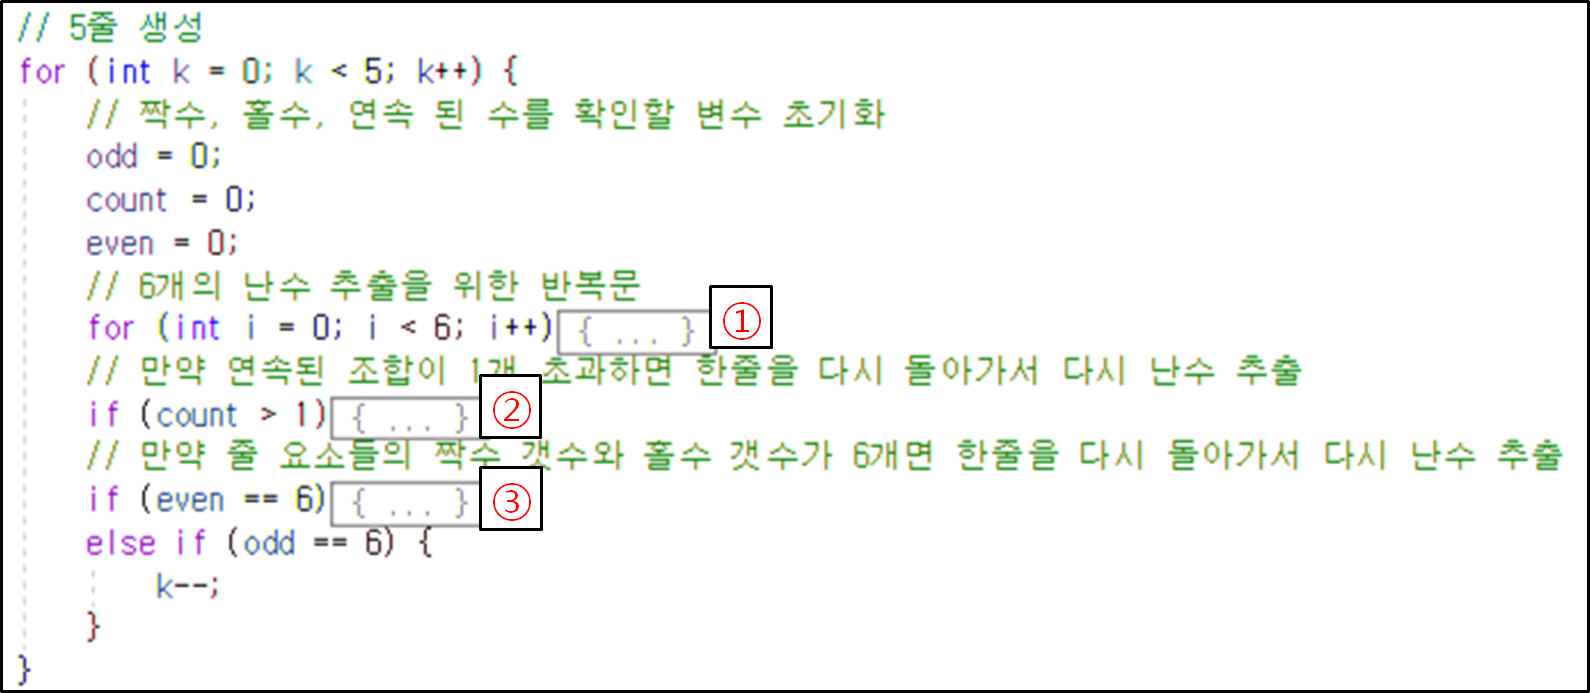 // 5줄 생성
for (int k = 0; k < 5; k++) {
// 짝수, 홀수, 연속 된 수를 확인할 변수 초기화
odd = 0;
count = 0;
even = 0;
// 6개의 난수 추출을 위한 반복문
for (int i = 0; i < 6; i++) { ... } ①
// 만약 연속된 조합이 1개 초과하면 한줄을 다시 돌아가서 다시 난수 추출
if (count > 1) { ... } ②
// 만약 줄 요소들의 짝수 갯수와 홀수 갯수가 6개면 한줄을 다시 돌아가서 다시 난수 추출
if (even == 6) { ... } ③
else if (odd == 6) {
k--;
}
}